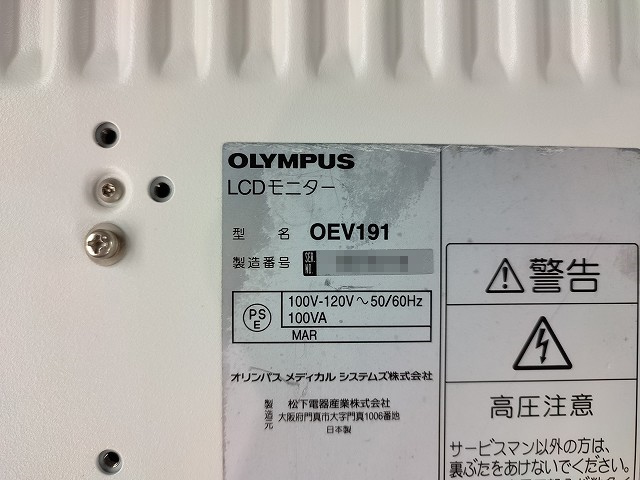 OLYMPUS
LCDモニター
型 名 OEV191
製造番号 SER. NO.
PS E 100V-120V～50/60Hz
100VA
MAR
オリンパス メディカル システムズ株式会社
製造元 松下電器産業株式会社
大阪府門真市大字門真1006番地
日本製
警告
高圧注意
サービスマン以外の方は、
裏ぶたをあけないでください。